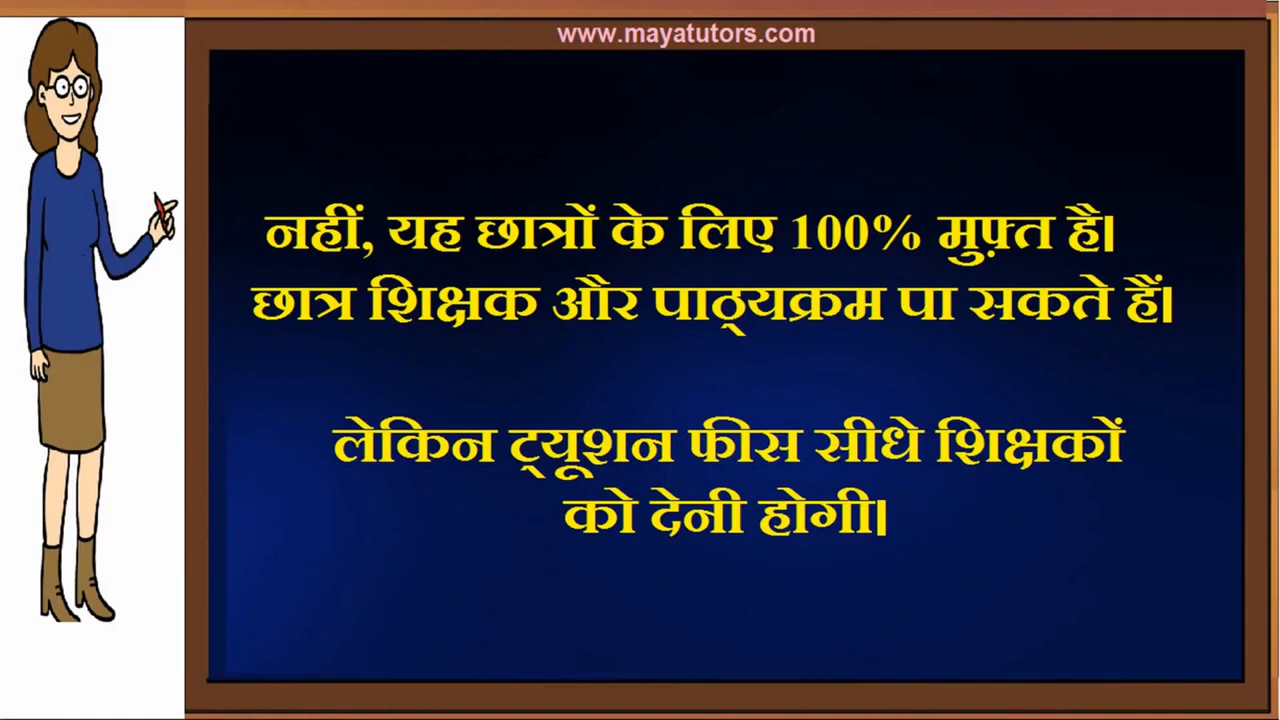 www.mayatutors.com
नहीं, यह छात्रों के लिए 100% मुफ़्त है।
छात्र शिक्षक और पाठ्यक्रम पा सकते हैं।
लेकिन ट्यूशन फीस सीधे शिक्षकों
को देनी होगी।